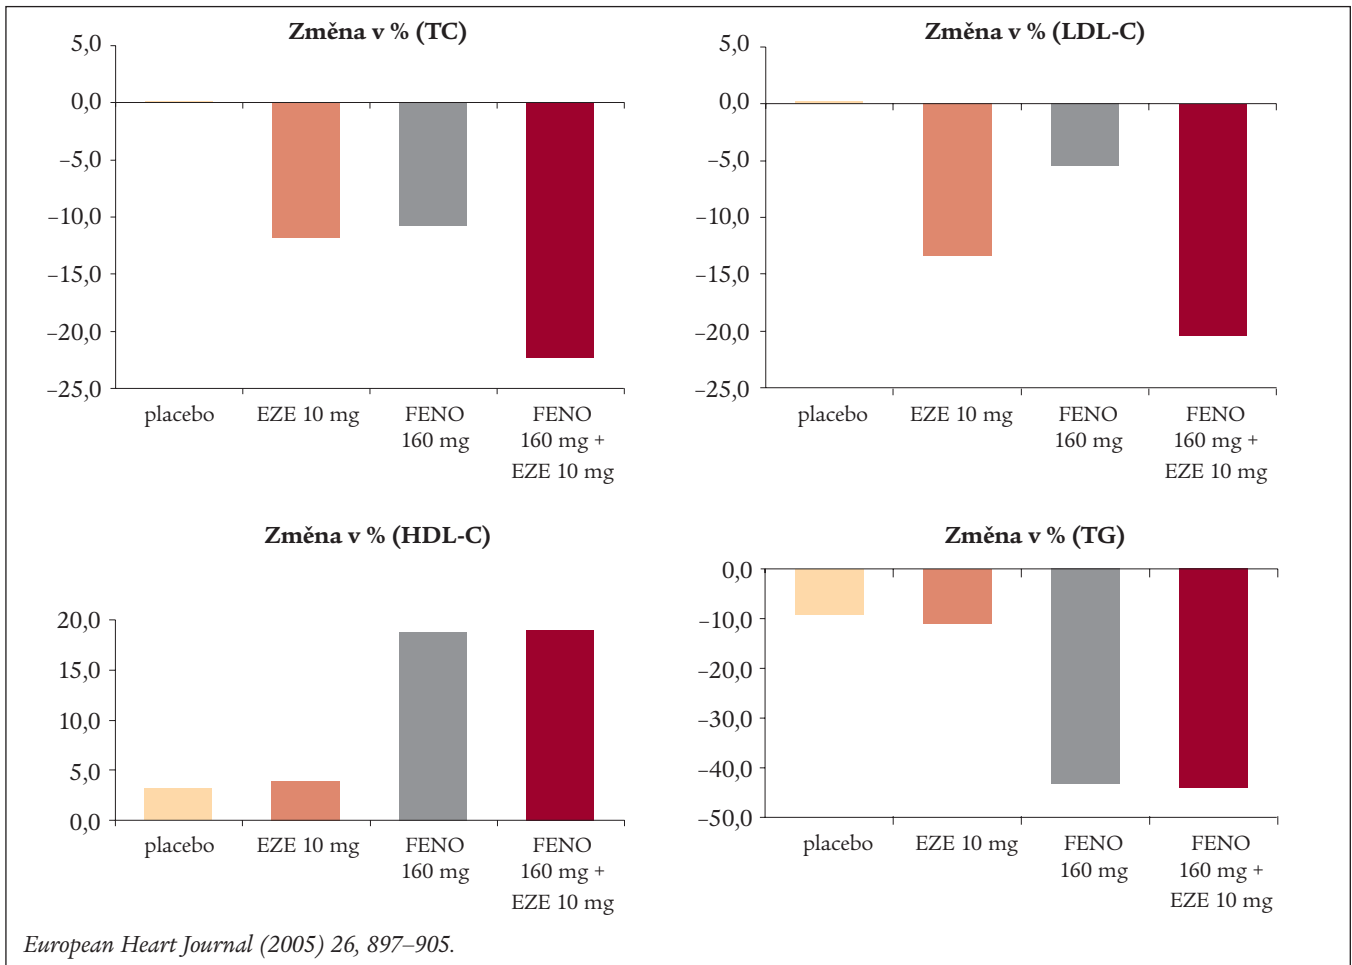 Změna v % (TC)
5,0
0,0
−5,0
−10,0
−15,0
−20,0
−25,0
placebo
EZE 10 mg
FENO
160 mg
FENO
160 mg +
EZE 10 mg
Změna v % (LDL-C)
5,0
0,0
−5,0
−10,0
−15,0
−20,0
−25,0
placebo
EZE 10 mg
FENO
160 mg
FENO
160 mg +
EZE 10 mg
Změna v % (HDL-C)
20,0
15,0
10,0
5,0
0,0
placebo
EZE 10 mg
FENO
160 mg
FENO
160 mg +
EZE 10 mg
Změna v % (TG)
0,0
−10,0
−20,0
−30,0
−40,0
−50,0
placebo
EZE 10 mg
FENO
160 mg
FENO
160 mg +
EZE 10 mg
European Heart Journal (2005) 26, 897–905.